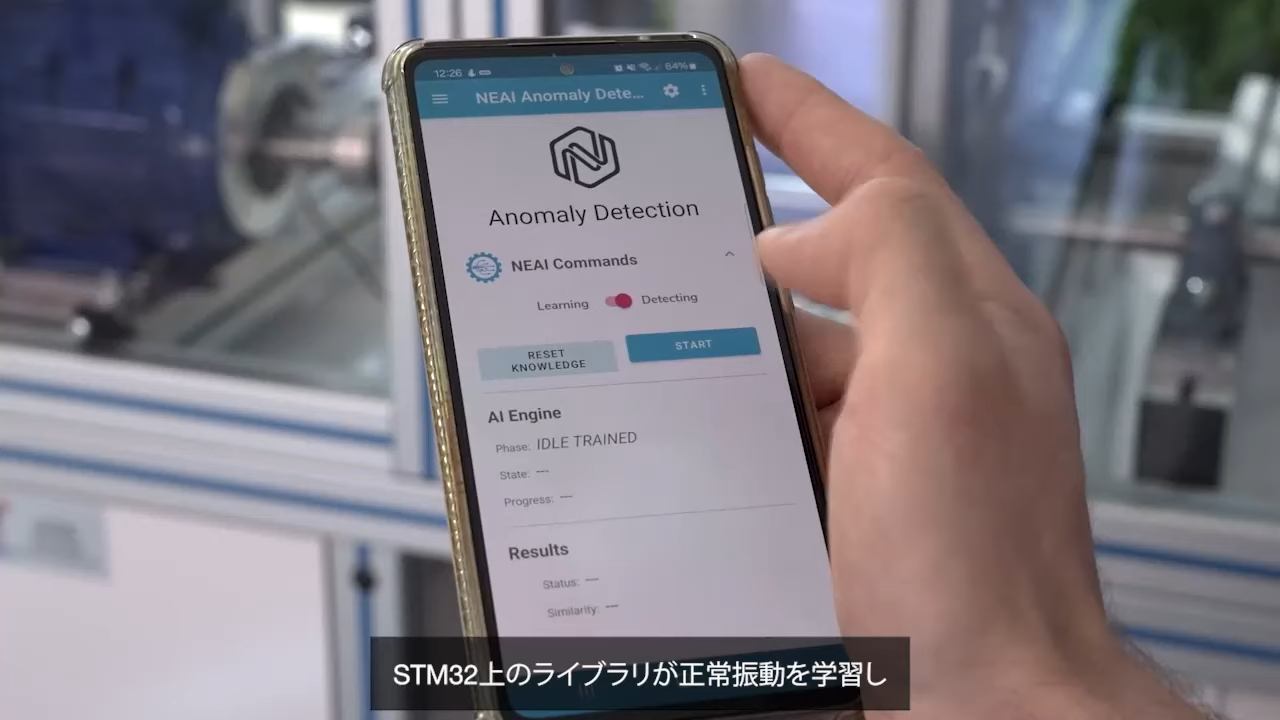 12:26
64%
NEAI Anomaly Dete...
Anomaly Detection
NEAI Commands
Learning Detecting
RESET
KNOWLEDGE
START
AI Engine
Phase: IDLE TRAINED
State: ---
Progress: ---
Results
Status: ---
Similarity: ---
STM32上のライブラリが正常振動を学習し